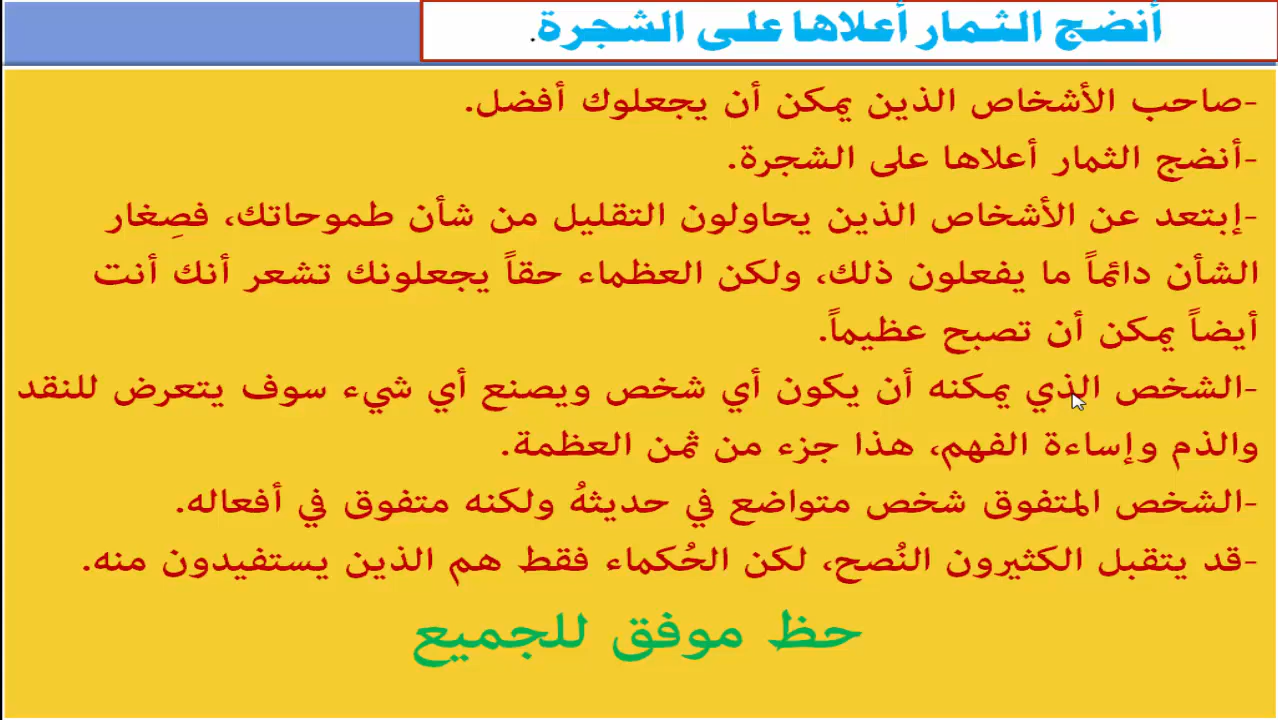 أنضج الثمار أعلاها على الشجرة.
-صاحب الأشخاص الذين يمكن أن يجعلوك أفضل.
-أنضج الثمار أعلاها على الشجرة.
-إبتعد عن الأشخاص الذين يحاولون التقليل من شأن طموحاتك، فصِغار
الشأن دائماً ما يفعلون ذلك، ولكن العظماء حقاً يجعلونك تشعر أنك أنت
أيضاً يمكن أن تصبح عظيماً.
-الشخص الذي يمكنه أن يكون أي شخص ويصنع أي شيء سوف يتعرض للنقد
والذم وإساءة الفهم، هذا جزء من ثمن العظمة.
-الشخص المتفوق شخص متواضع في حديثهُ ولكنه متفوق في أفعاله.
-قد يتقبل الكثيرون النُصح، لكن الحُكماء فقط هم الذين يستفيدون منه.
حظ موفق للجميع